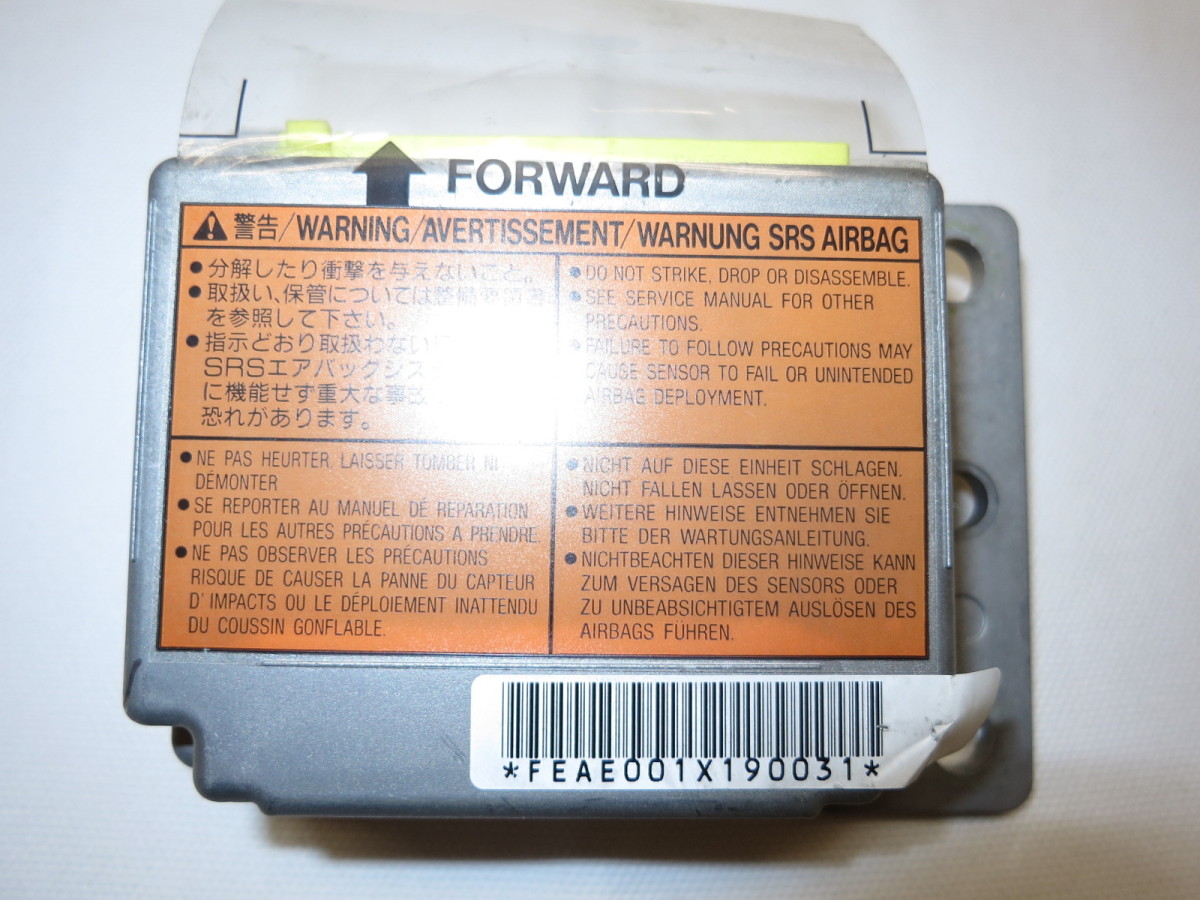 FORWARD
警告/WARNING/AVERTISSEMENT/WARNUNG SRS AIRBAG
●分解したり衝撃を与えないこと。
●取扱い、保管については整備要領書
を参照して下さい。
●指示どおり取扱わない
SRSエアバッグシス
に機能せず重大な事故
恐れがあります。
●DO NOT STRIKE, DROP OR DISASSEMBLE.
●SEE SERVICE MANUAL FOR OTHER
PRECAUTIONS.
●FAILURE TO FOLLOW PRECAUTIONS MAY
CAUSE SENSOR TO FAIL OR UNINTENDED
AIRBAG DEPLOYMENT.
●NE PAS HEURTER, LAISSER TOMBER NI
DÉMONTER
●SE REPORTER AU MANUEL DÉ RÉPARATION
POUR LES AUTRES PRÉCAUTIONS A PRENDRE.
●NE PAS OBSERVER LES PRÉCAUTIONS
RISQUE DE CAUSER LA PANNE DU CAPTEUR
D'IMPACTS OU LE DÉPLOIEMENT INATTENDU
DU COUSSIN GONFLABLE.
●NICHT AUF DIESE EINHEIT SCHLAGEN.
NICHT FALLEN LASSEN ODER ÖFFNEN.
●WEITERE HINWEISE ENTNEHMEN SIE
BITTE DER WARTUNGSANLEITUNG.
●NICHTBEACHTEN DIESER HINWEISE KANN
ZUM VERSAGEN DES SENSORS ODER
ZU UNBEABSICHTIGTEM AUSLÖSEN DES
AIRBAGS FÜHREN.
*FEAE001X190031*